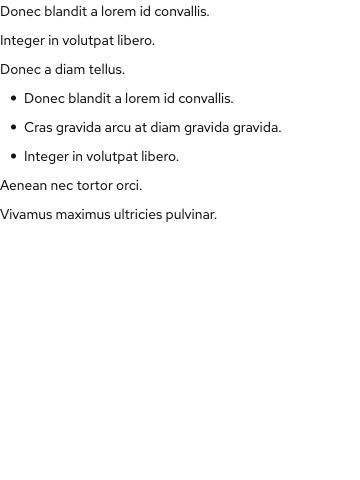 Donec blandit a lorem id convallis.
Integer in volutpat libero.
Donec a diam tellus.
• Donec blandit a lorem id convallis.
• Cras gravida arcu at diam gravida gravida.
• Integer in volutpat libero.
Aenean nec tortor orci.
Vivamus maximus ultricies pulvinar.